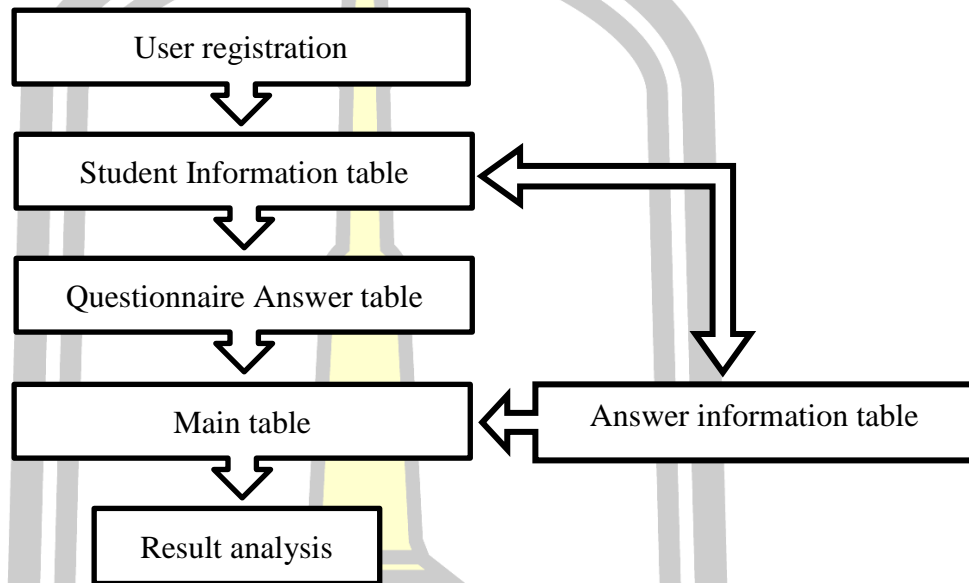 User registration
Student Information table
Questionnaire Answer table
Main table
Answer information table
Result analysis